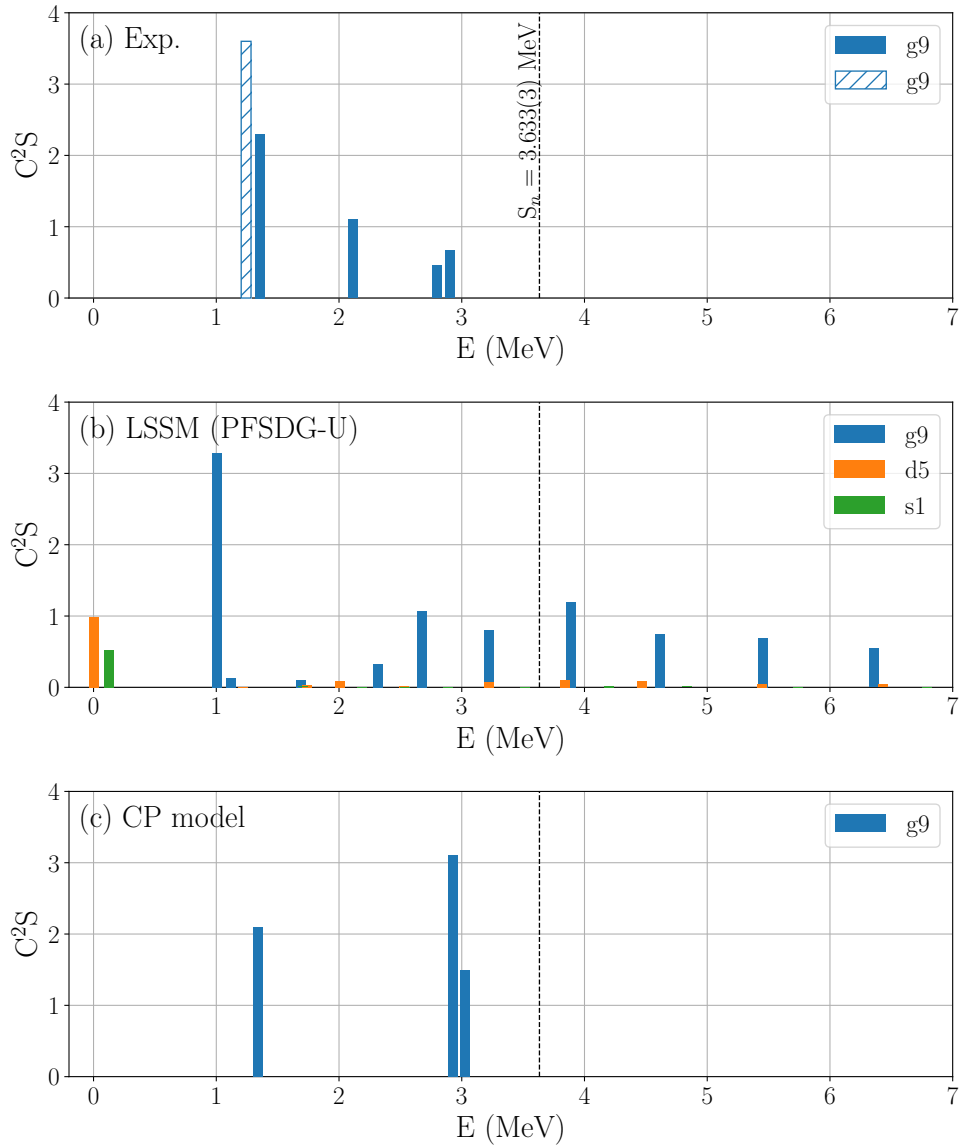 (a) Exp.
g9
g9
S_n = 3.633(3) MeV
C²S
4
3
2
1
0
0 1 2 3 4 5 6 7
E (MeV)
(b) LSSM (PFSDG-U)
g9
d5
s1
C²S
4
3
2
1
0
0 1 2 3 4 5 6 7
E (MeV)
(c) CP model
g9
C²S
4
3
2
1
0
0 1 2 3 4 5 6 7
E (MeV)